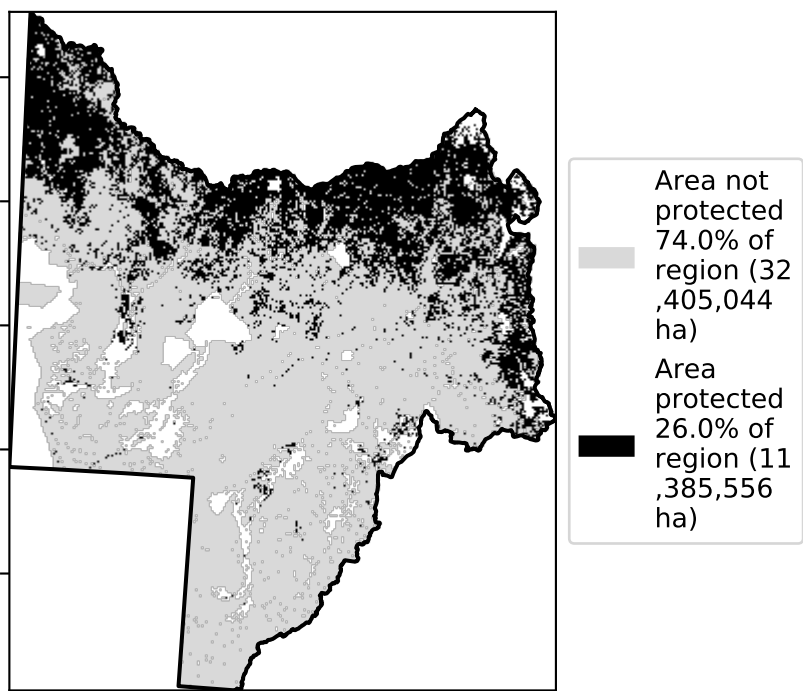 Area not
protected
74.0% of
region (32
,405,044
ha)
Area
protected
26.0% of
region (11
,385,556
ha)